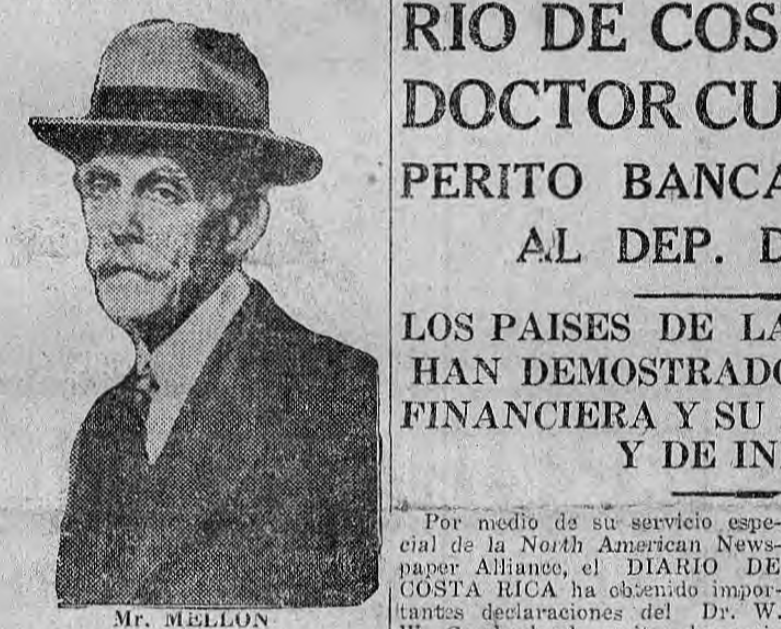 Mr. MELLON
RIO DE COS
DOCTOR CU
PERITO BANCA
AL DEP. D
LOS PAISES DE LA
HAN DEMOSTRADO
FINANCIERA Y SU
Y DE IN
Por medio de su servicio espe-
cial de la North American News-
paper Alliance, el DIARIO DE
COSTA RICA ha obtenido impor-
tantes declaraciones del Dr. W.